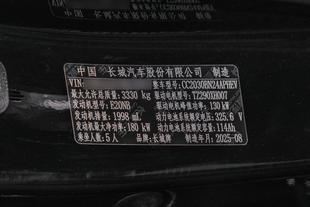 中国 长城汽车股份有限公司 制造
VIN: 整车型号:CC2030BN24APHEV
最大允许总质量:3330 kg 驱动电机型号:TZ290XH007
发动机型号:E20NB 驱动电机峰值功率:130 kW
发动机排量:1998 mL 动力电池系统额定电压:325.6 V
发动机最大净功率:180 kW 动力电池系统额定容量:114Ah
乘坐人数:5人 品牌:长城牌 制造年月:2025-08